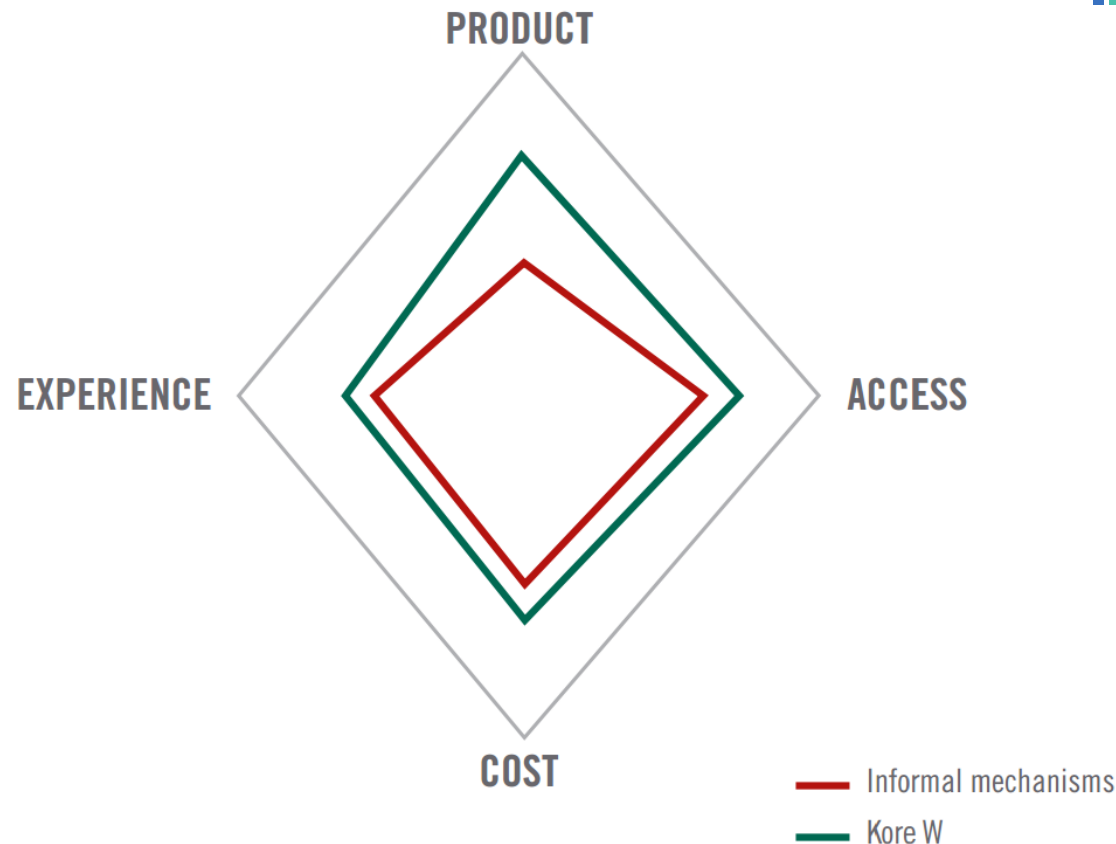 PRODUCT
EXPERIENCE
ACCESS
COST
Informal mechanisms
Kore W